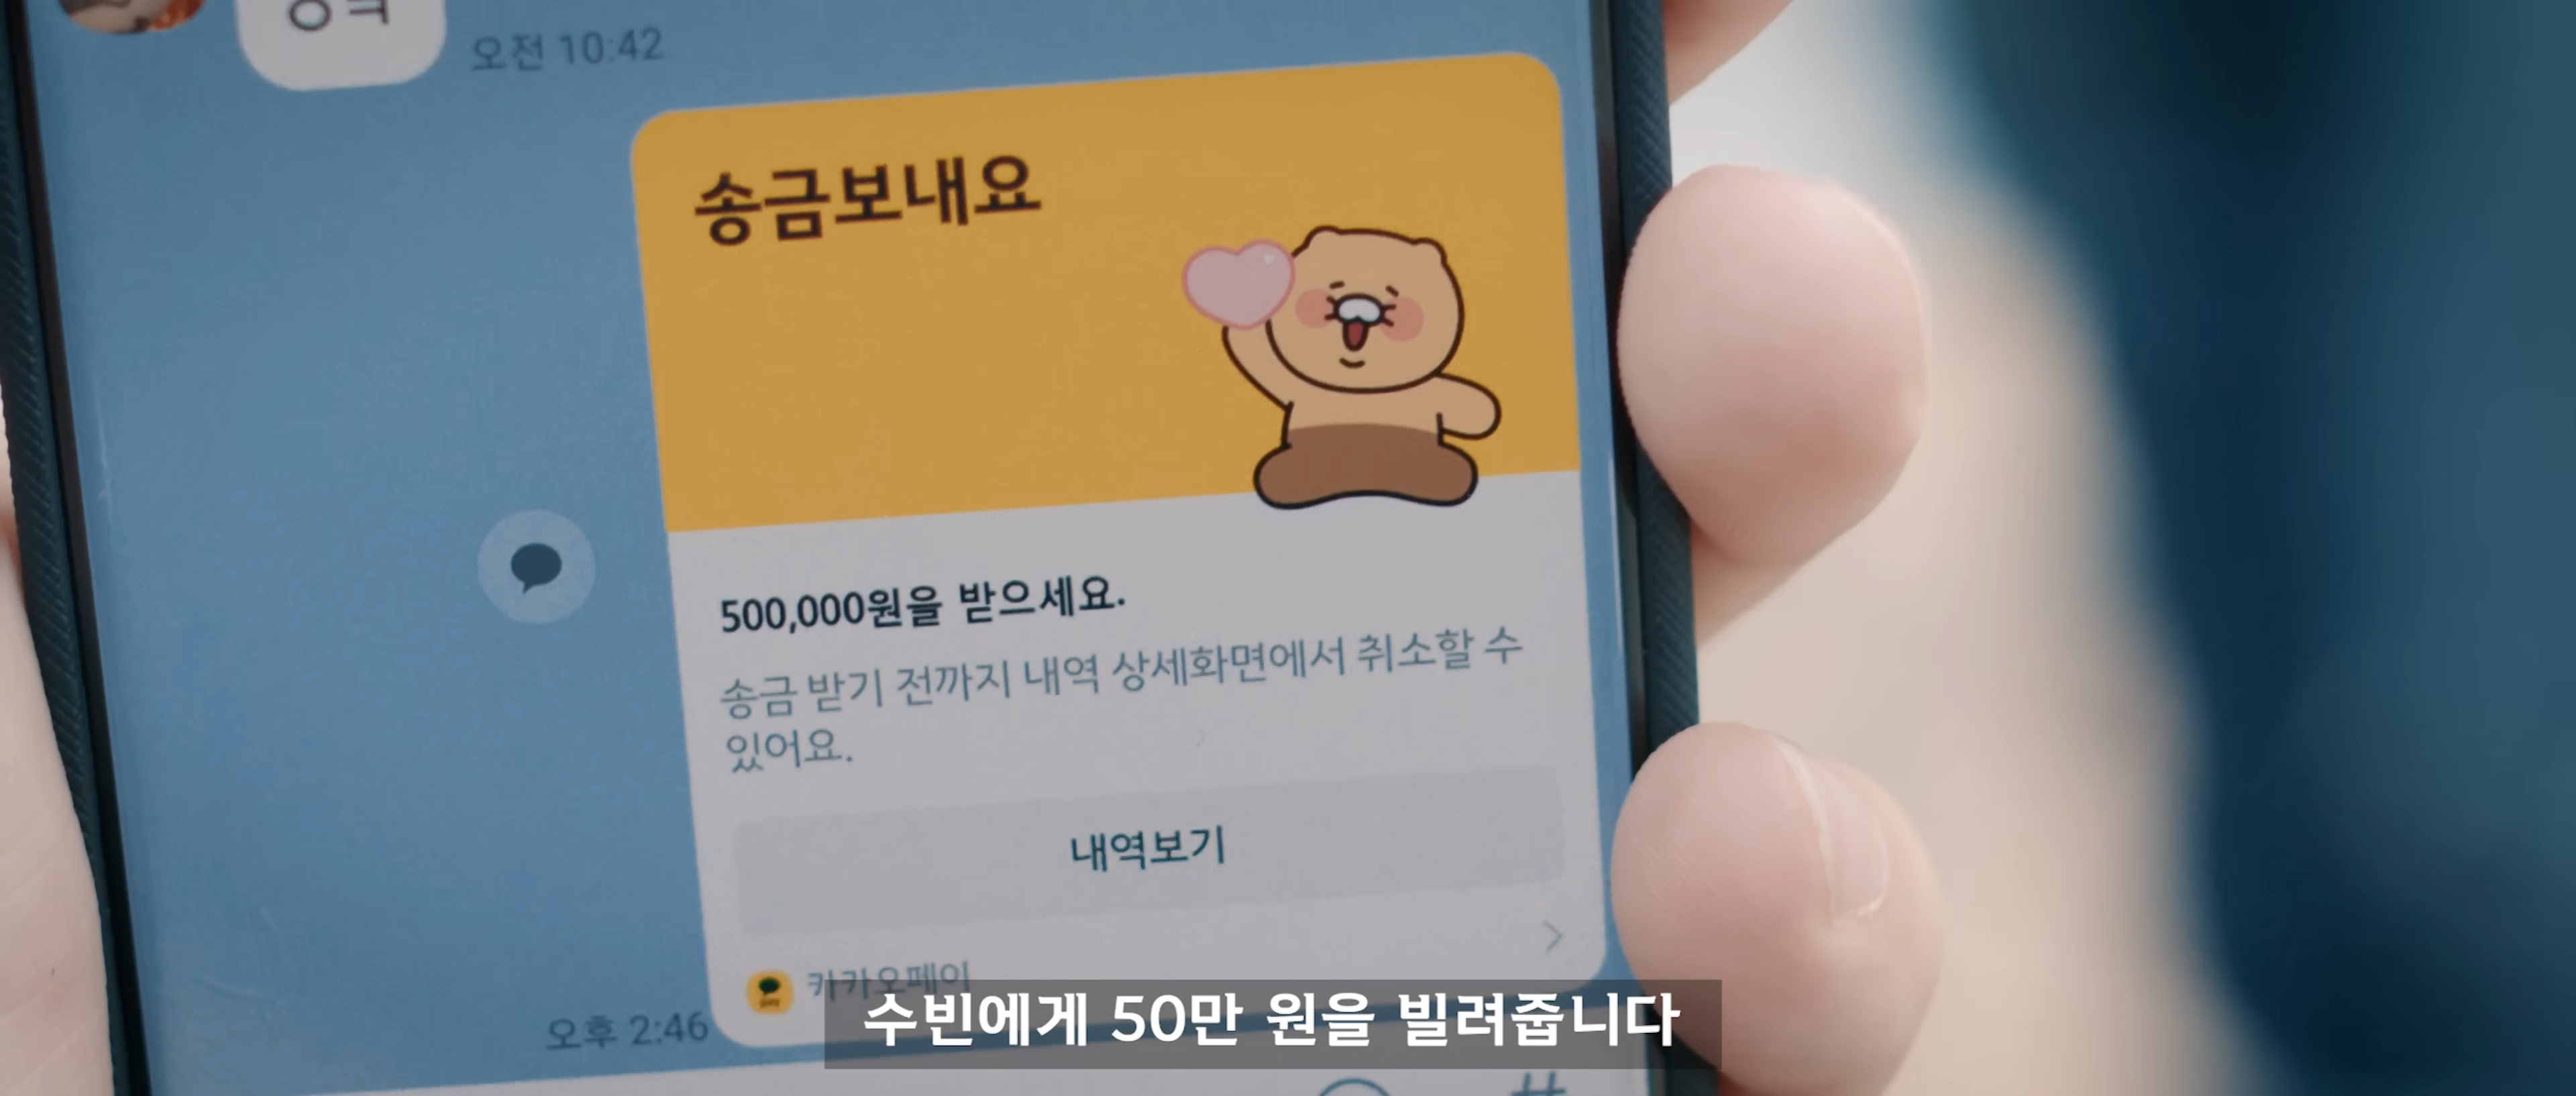 오전 10:42
송금보내요
500,000원을 받으세요.
송금 받기 전까지 내역 상세화면에서 취소할 수
있어요.
내역보기
카카오페이
오후 2:46
수빈에게 50만 원을 빌려줍니다
#